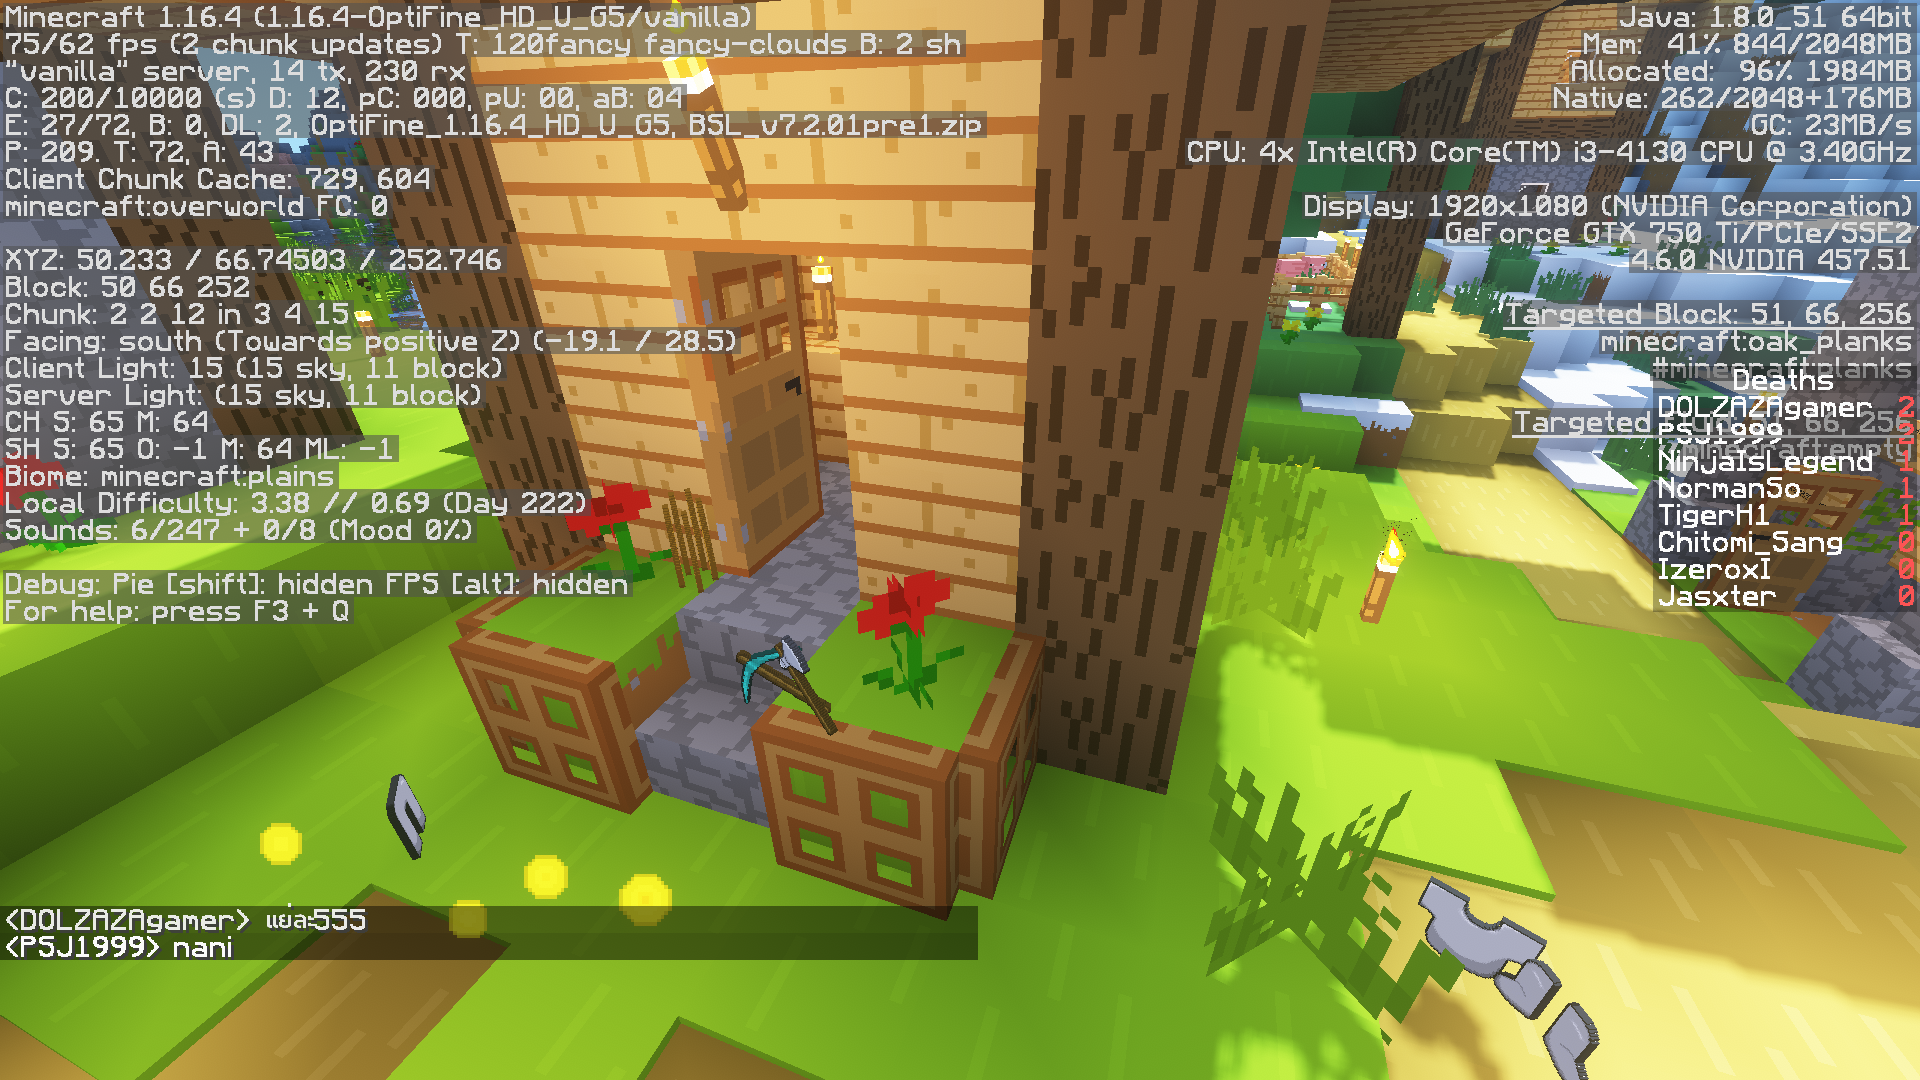 Minecraft 1.16.4 (1.16.4-OptiFine_HD_U_G5/vanilla)
75/62 fps (2 chunk updates) T: 120fancy fancy-clouds B: 2 sh
"vanilla" server, 14 tx, 230 rx
C: 200/10000 (s) D: 12, pC: 000, pU: 00, aB: 04
E: 27/72, B: 0, DL: 2, OptiFine_1.16.4_HD_U_G5, BSL_v7.2.01pre1.zip
P: 209. T: 72, A: 43
Client Chunk Cache: 729, 604
minecraft:overworld FC: 0
XYZ: 50.233 / 66.74503 / 252.746
Block: 50 66 252
Chunk: 2 2 12 in 3 4 15
Facing: south (Towards positive Z) (-19.1 / 28.5)
Client Light: 15 (15 sky, 11 block)
Server Light: (15 sky, 11 block)
CH S: 65 M: 64
SH S: 65 O: -1 M: 64 ML: -1
Biome: minecraft:plains
Local Difficulty: 3.38 // 0.69 (Day 222)
Sounds: 6/247 + 0/8 (Mood 0%)
Debug: Pie [shift]: hidden FPS [alt]: hidden
For help: press F3 + Q
Java: 1.8.0_51 64bit
Mem: 41% 844/2048MB
Allocated: 96% 1984MB
Native: 262/2048+176MB
GC: 23MB/s
CPU: 4x Intel(R) Core(TM) i3-4130 CPU @ 3.40GHz
Display: 1920x1080 (NVIDIA Corporation)
GeForce GTX 750 Ti/PCIe/SSE2
4.6.0 NVIDIA 457.51
Targeted Block: 51, 66, 256
minecraft:oak_planks
#minecraft:planks
Targeted 66, 256
minecraft:empty
Deaths
DOLZAZAgamer 2
PSJ1999 2
NinJaIsLegend 1
NormanSo 1
TigerH1 1
Chitomi_Sang 0
IzeroxI 0
Jasxter 0
<DOLZAZAgamer> แย่ละ555
<PSJ1999> nani